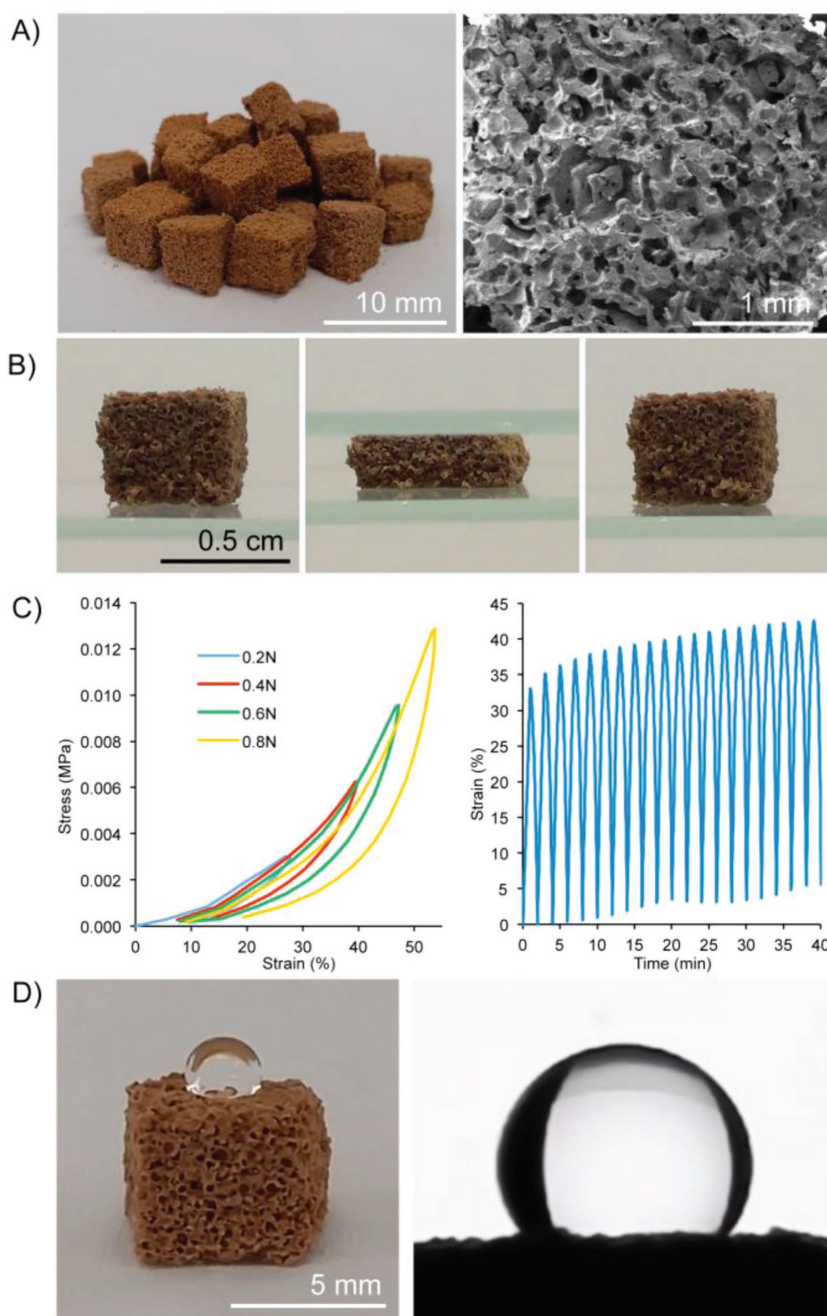 A)
10 mm
1 mm
B)
0.5 cm
C)
0.014
0.012
0.010
0.008
0.006
0.004
0.002
0.000
Stress (MPa)
0.2N
0.4N
0.6N
0.8N
0 10 20 30 40 50
Strain (%)
45
40
35
30
25
20
15
10
5
0
Strain (%)
0 5 10 15 20 25 30 35 40
Time (min)
D)
5 mm